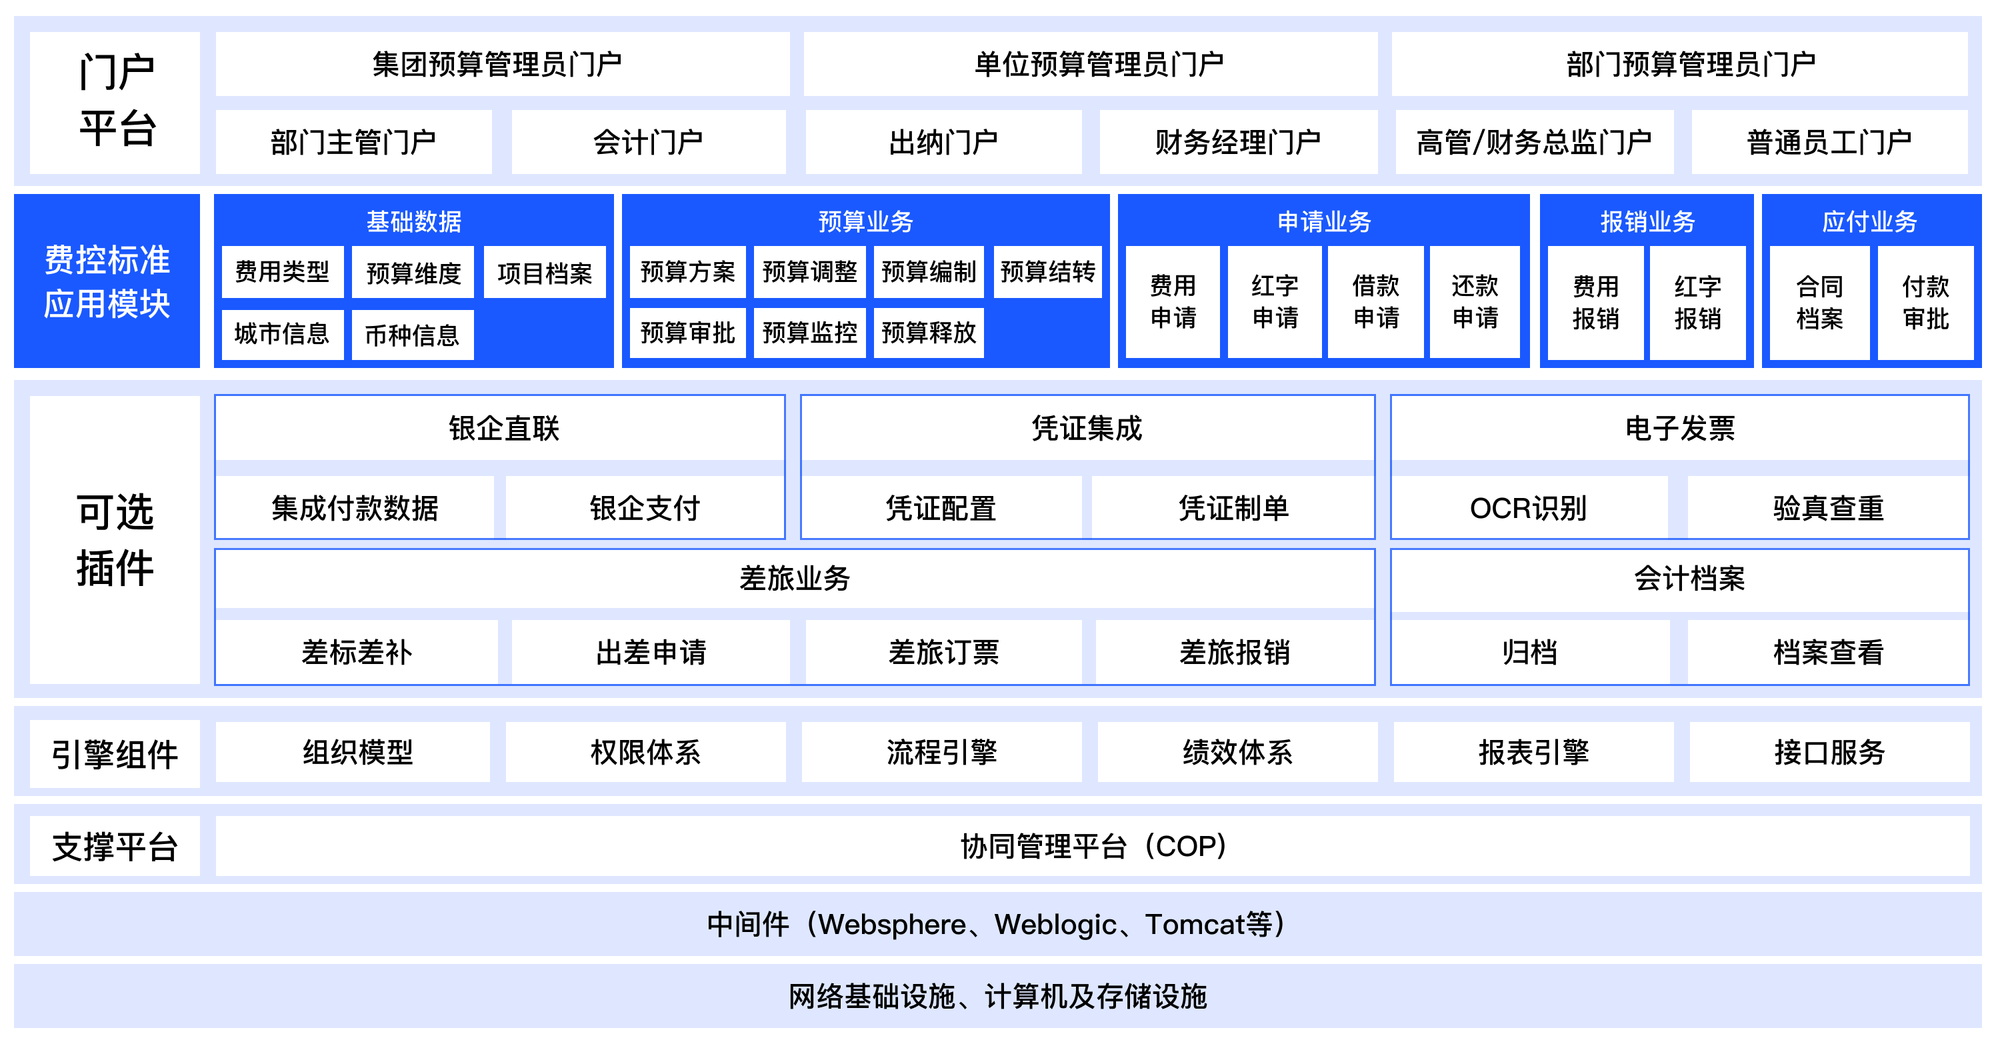 门户
平台
集团预算管理员门户
单位预算管理员门户
部门预算管理员门户
部门主管门户
会计门户
出纳门户
财务经理门户
高管/财务总监门户
普通员工门户
费控标准
应用模块
基础数据
费用类型
预算维度
项目档案
城市信息
币种信息
预算业务
预算方案
预算调整
预算编制
预算结转
预算审批
预算监控
预算释放
申请业务
费用
申请
红字
申请
借款
申请
还款
申请
报销业务
费用
报销
红字
报销
应付业务
合同
档案
付款
审批
可选
插件
银企直联
集成付款数据
银企支付
凭证集成
凭证配置
凭证制单
电子发票
OCR识别
验真查重
差旅业务
差标差补
出差申请
差旅订票
差旅报销
会计档案
归档
档案查看
引擎组件
组织模型
权限体系
流程引擎
绩效体系
报表引擎
接口服务
支撑平台
协同管理平台（COP）
中间件（Websphere、Weblogic、Tomcat等）
网络基础设施、计算机及存储设施